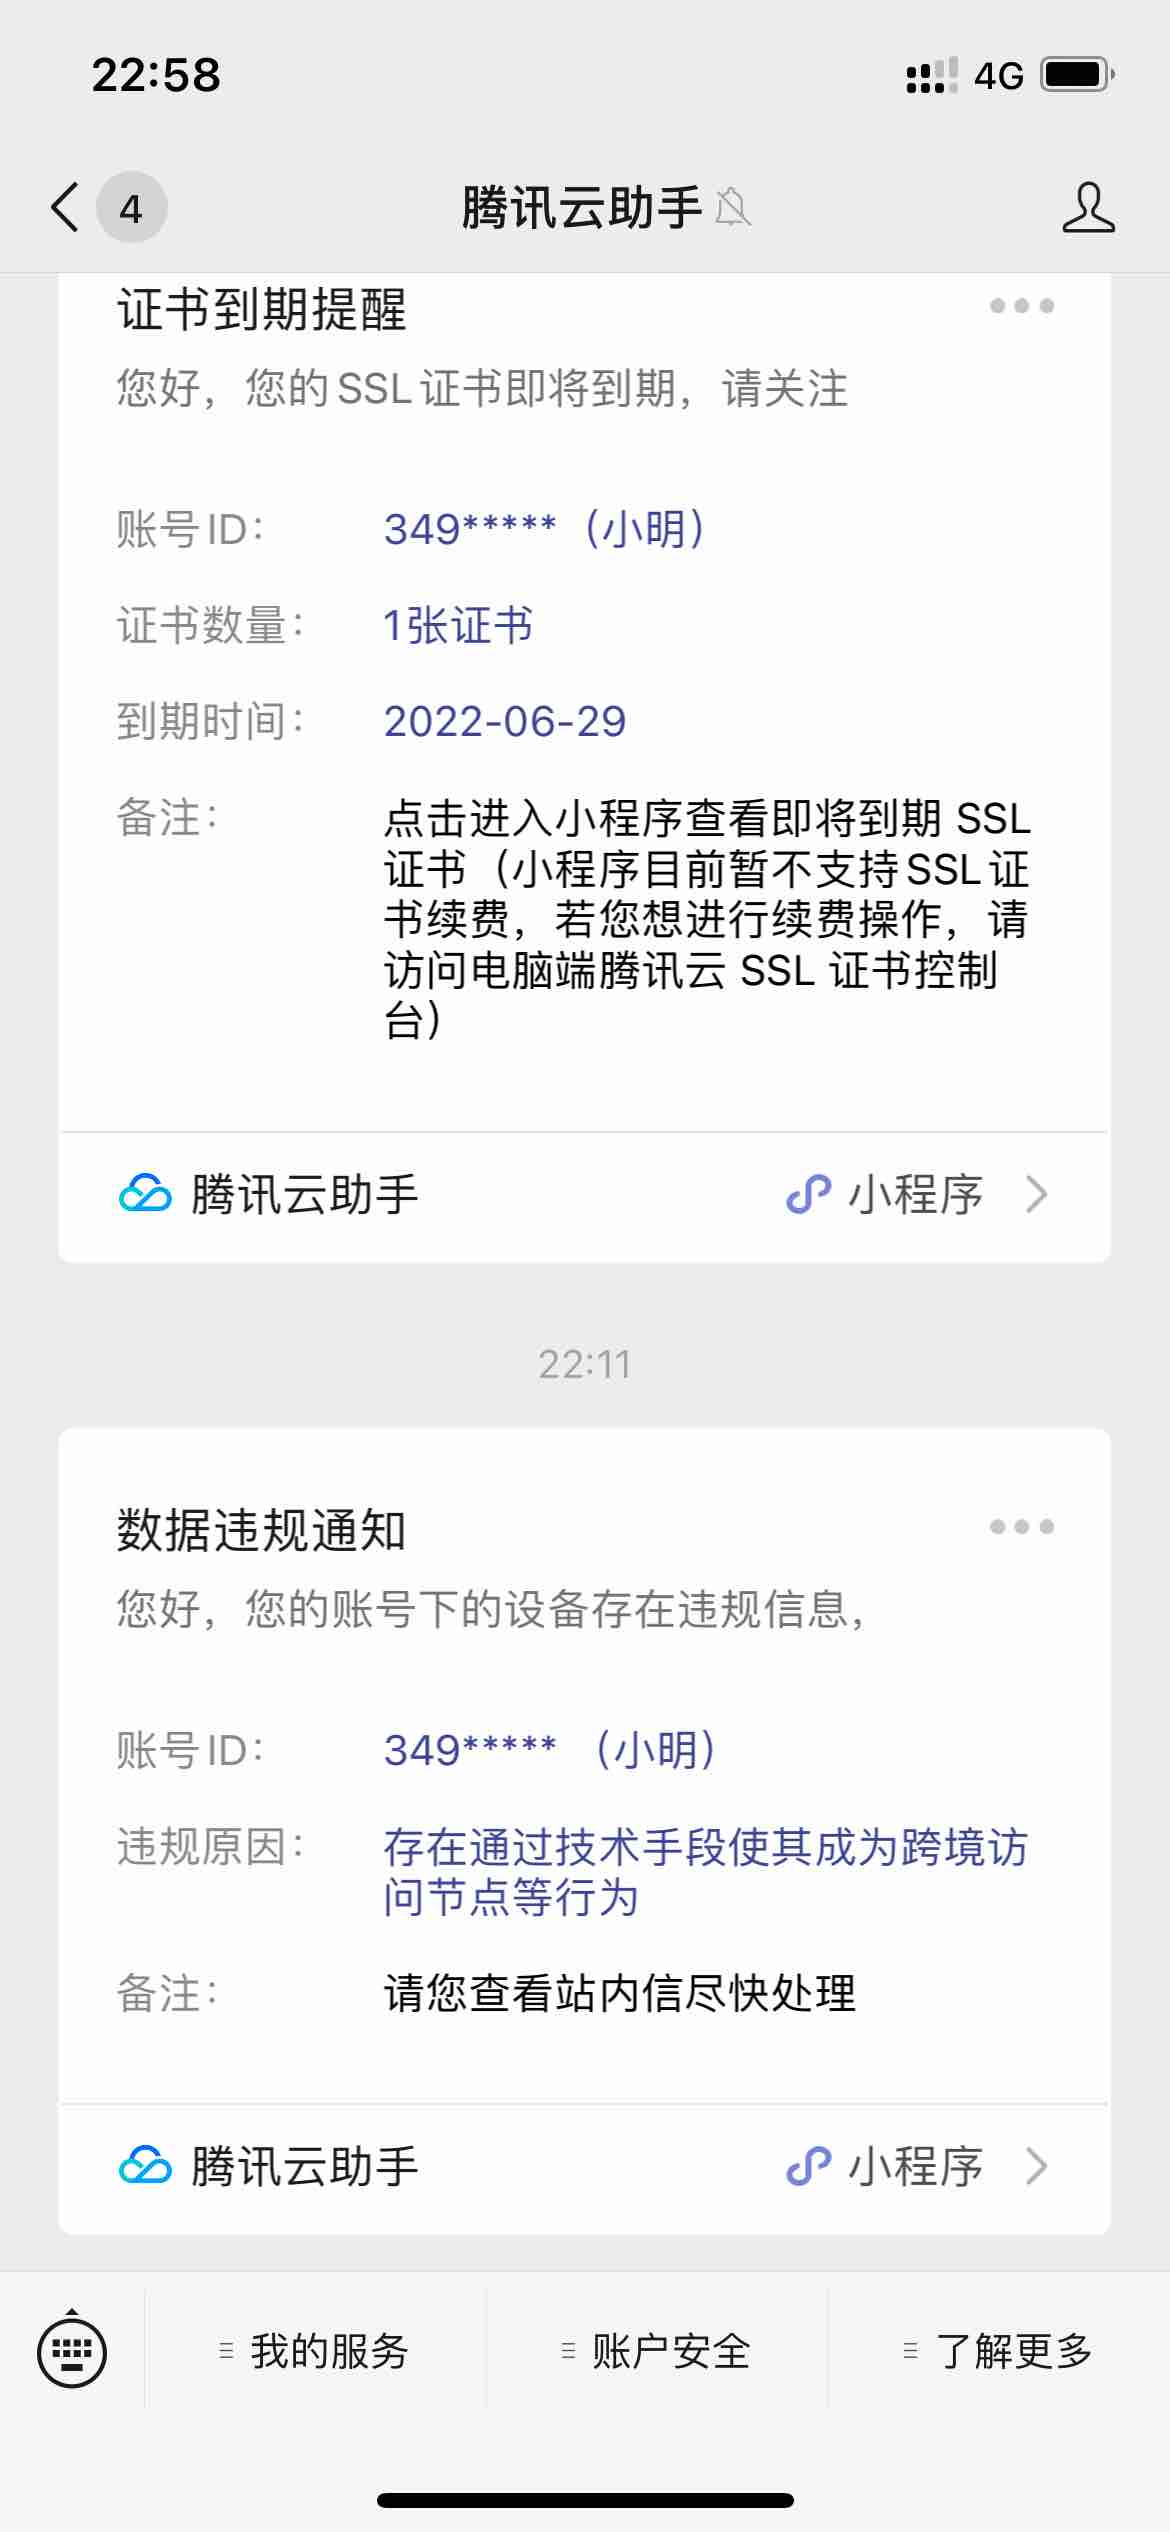 22:58
4G
4
腾讯云助手
证书到期提醒
您好，您的SSL证书即将到期，请关注
账号ID：
349*****（小明）
证书数量：
1张证书
到期时间：
2022-06-29
备注：
点击进入小程序查看即将到期 SSL
证书（小程序目前暂不支持SSL证
书续费，若您想进行续费操作，请
访问电脑端腾讯云 SSL 证书控制
台）
腾讯云助手
小程序
22:11
数据违规通知
您好，您的账号下的设备存在违规信息，
账号ID：
349***** （小明）
违规原因：
存在通过技术手段使其成为跨境访
问节点等行为
备注：
请您查看站内信尽快处理
腾讯云助手
小程序
我的服务
账户安全
了解更多